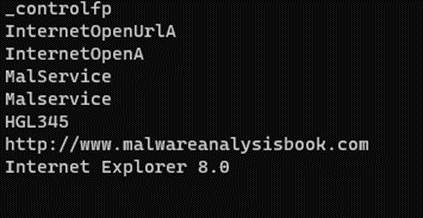 _controlfp
InternetOpenUrlA
InternetOpenA
MalService
Malservice
HGL345
http://www.malwareanalysisbook.com
Internet Explorer 8.0